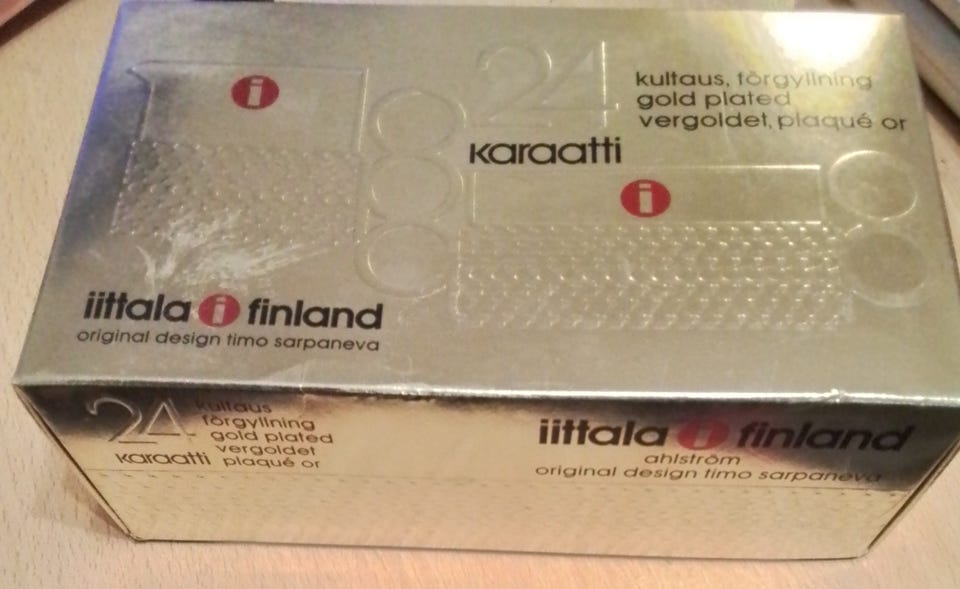 i
24
karaatti
kultaus, förgyllning
gold plated
vergoldet, plaqué or
i
iittala i finland
original design timo sarpaneva
24
karaatti
kultaus
förgyllning
gold plated
vergoldet
plaqué or
iittala i finland
ahlström
original design timo sarpaneva